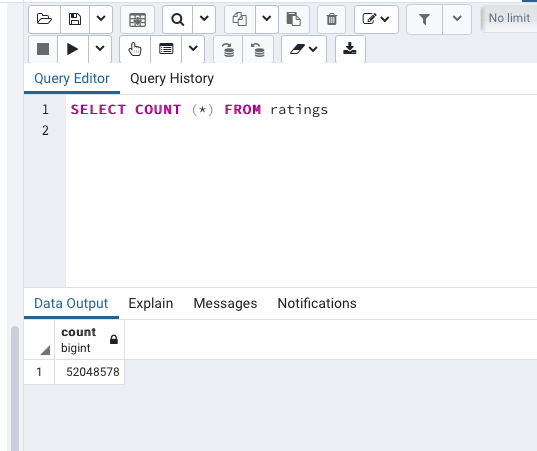 No limit
Query Editor Query History
1 SELECT COUNT (*) FROM ratings
2
Data Output Explain Messages Notifications
count
bigint
1 52048578